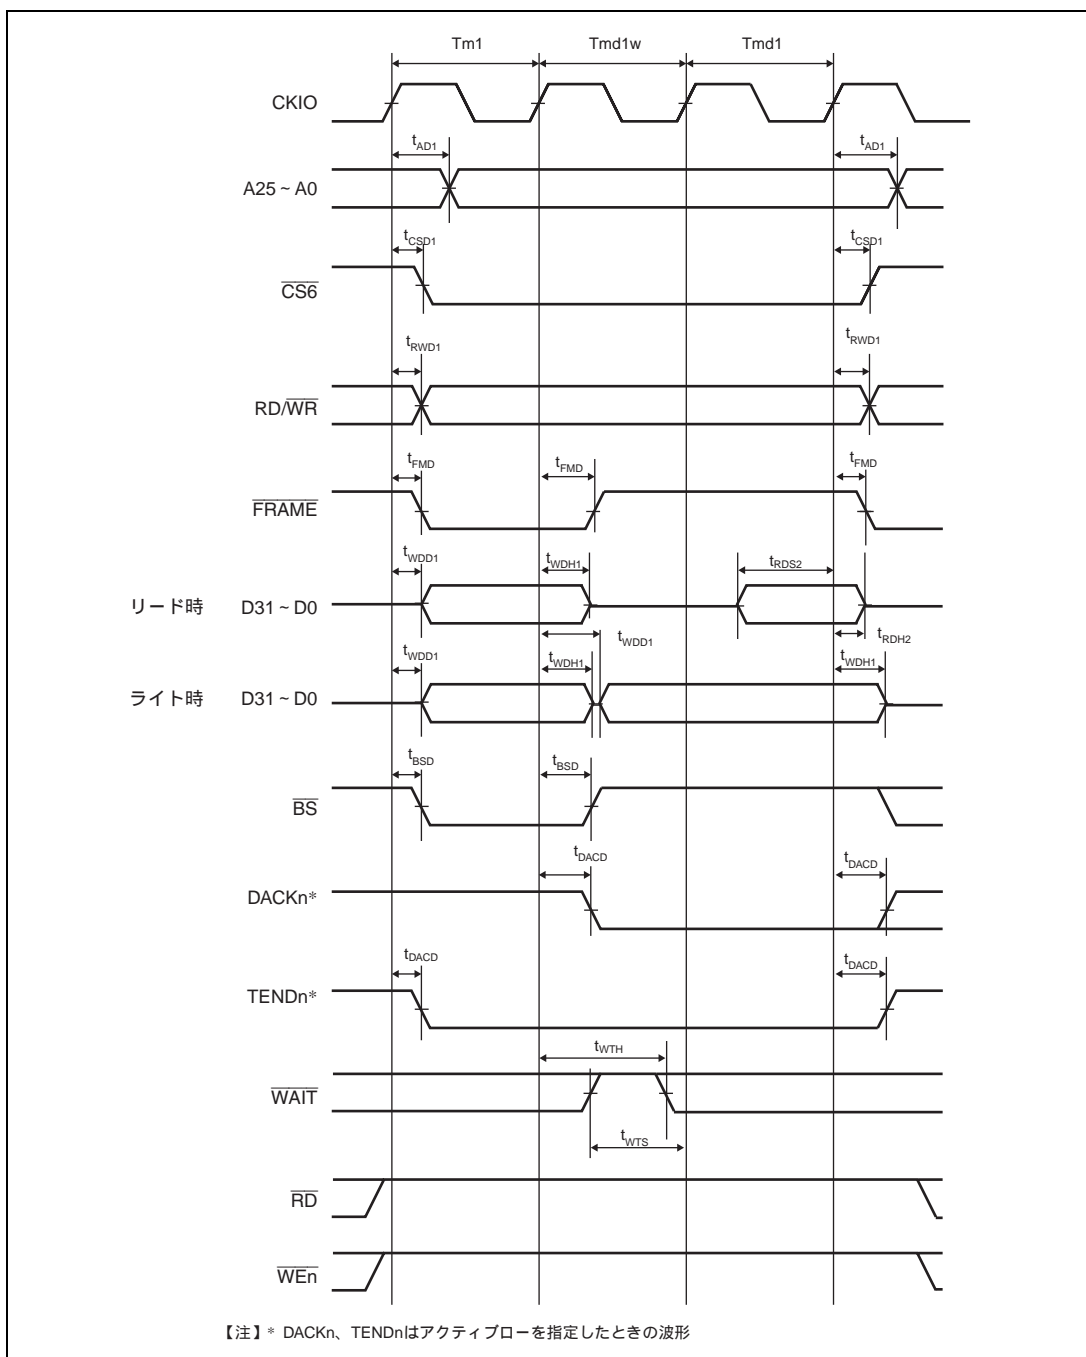 Tm1 Tmd1w Tmd1
CKIO
tAD1 tAD1
A25 ~ A0
tCSD1 tCSD1
CS6
tRWD1 tRWD1
RD/WR
tFMD tFMD tFMD
FRAME
tWDD1 tWDH1 tRDS2
リード時 D31 ~ D0
tWDD1 tRDH2
tWDD1 tWDH1 tWDH1
ライト時 D31 ~ D0
tBSD tBSD
BS
tDACD tDACD
DACKn*
tDACD tDACD
TENDn*
tWTH
WAIT
tWTS
RD
WEn
【注】* DACKn、TENDnはアクティブローを指定したときの波形